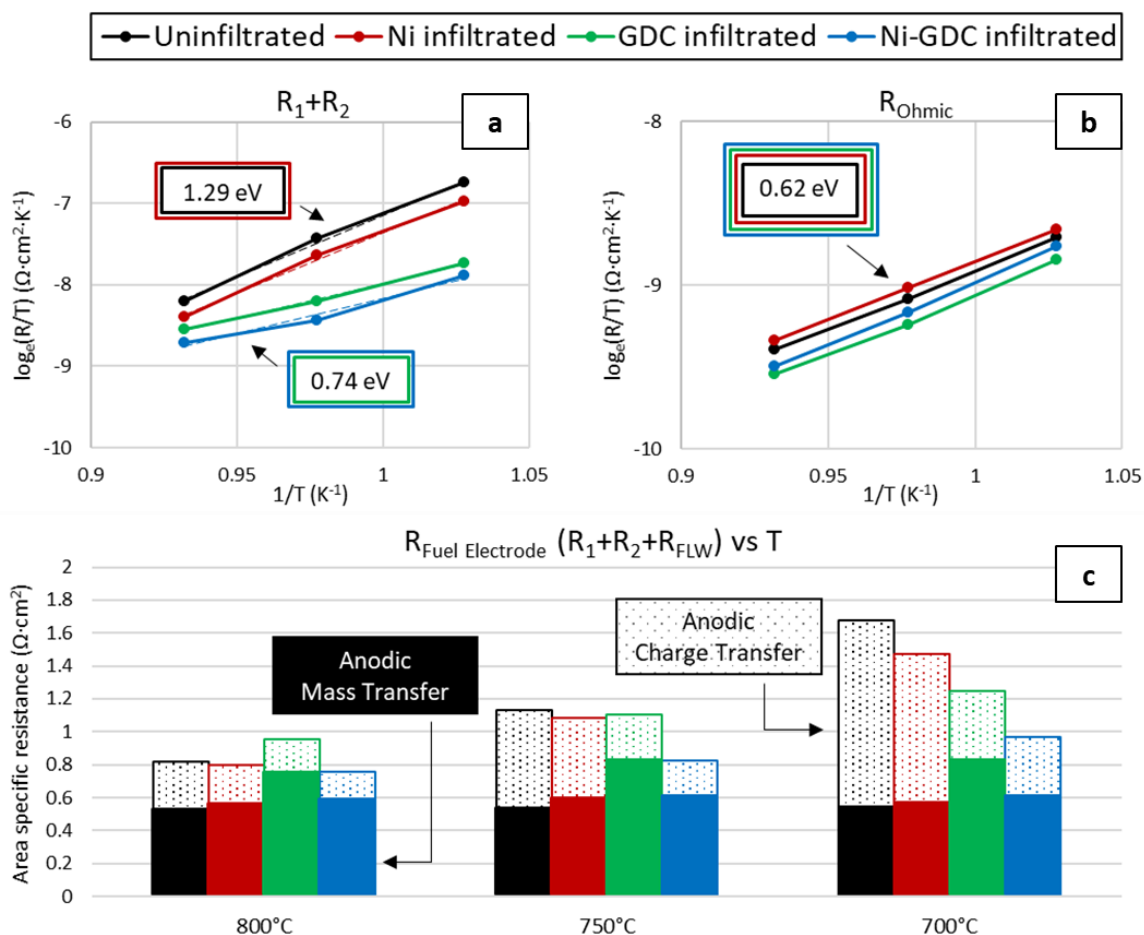 Uninfiltrated Ni infiltrated GDC infiltrated Ni-GDC infiltrated
R₁+R₂
a
-6
-7
-8
-9
-10
logₑ(R/T) (Ω·cm²·K⁻¹)
1.29 eV
0.74 eV
0.9 0.95 1 1.05
1/T (K⁻¹)
R_Ohmic
b
-8
-9
-10
logₑ(R/T) (Ω·cm²·K⁻¹)
0.62 eV
0.9 0.95 1 1.05
1/T (K⁻¹)
R_Fuel Electrode (R₁+R₂+R_FLW) vs T
c
2
1.8
1.6
1.4
1.2
1
0.8
0.6
0.4
0.2
0
Area specific resistance (Ω·cm²)
Anodic
Mass Transfer
Anodic
Charge Transfer
800°C 750°C 700°C